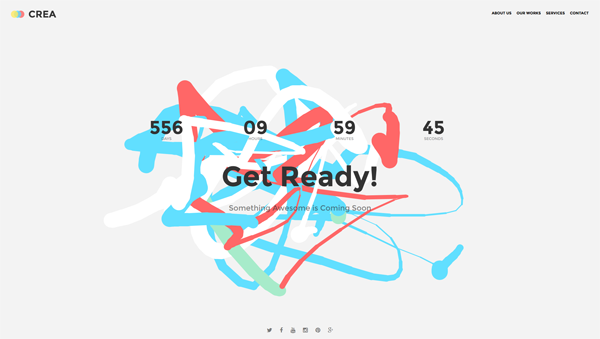 CREA
ABOUT US OUR WORKS SERVICES CONTACT
556 09 59 45
DAYS HOURS MINUTES SECONDS
Get Ready!
Something Awesome is Coming Soon